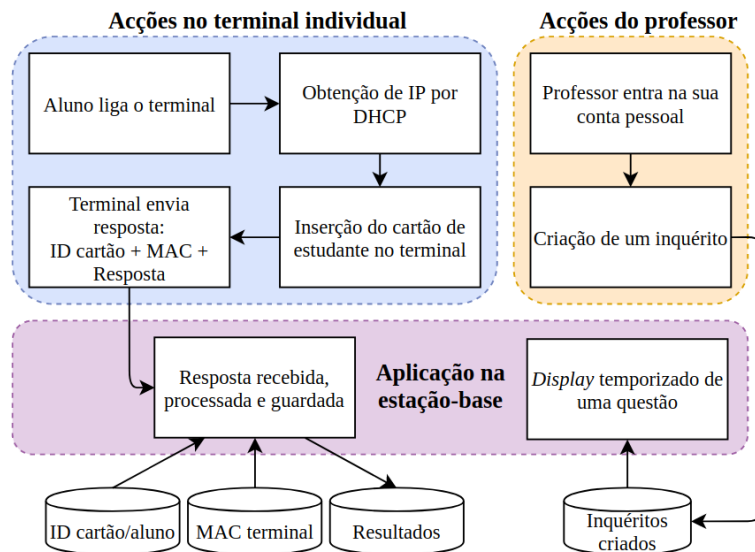 Acções no terminal individual
Aluno liga o terminal
Obtenção de IP por
DHCP
Terminal envia
resposta:
ID cartão + MAC +
Resposta
Inserção do cartão de
estudante no terminal
Acções do professor
Professor entra na sua
conta pessoal
Criação de um inquérito
Resposta recebida,
processada e guardada
Aplicação na
estação-base
Display temporizado de
uma questão
ID cartão/aluno
MAC terminal
Resultados
Inquéritos
criados